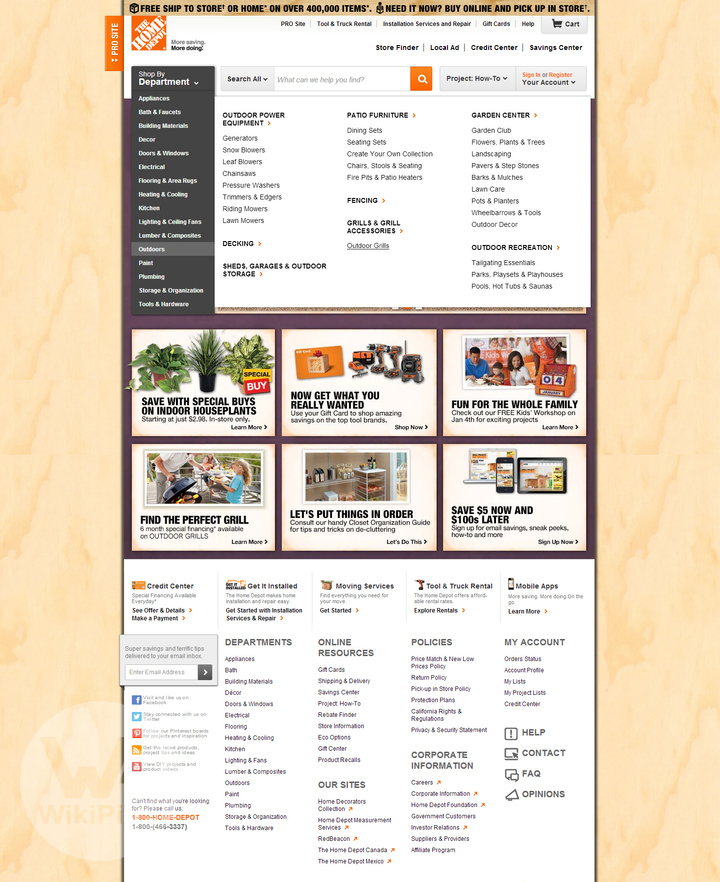 FREE SHIP TO STORE† OR HOME* ON OVER 400,000 ITEMS*. NEED IT NOW? BUY ONLINE AND PICK UP IN STORE†.
PRO SITE
THE HOME DEPOT
More saving.
More doing.
PRO Site
Tool & Truck Rental
Installation Services and Repair
Gift Cards
Help
Cart
Store Finder
Local Ad
Credit Center
Savings Center
Shop By
Department
Search All
What can we help you find?
Project: How-To
Sign In or Register
Your Account
Appliances
Bath & Faucets
Building Materials
Decor
Doors & Windows
Electrical
Flooring & Area Rugs
Heating & Cooling
Kitchen
Lighting & Ceiling Fans
Lumber & Composites
Outdoors
Paint
Plumbing
Storage & Organization
Tools & Hardware
OUTDOOR POWER
EQUIPMENT
Generators
Snow Blowers
Leaf Blowers
Chainsaws
Pressure Washers
Trimmers & Edgers
Riding Mowers
Lawn Mowers
DECKING
SHEDS, GARAGES & OUTDOOR
STORAGE
PATIO FURNITURE
Dining Sets
Seating Sets
Create Your Own Collection
Chairs, Stools & Seating
Fire Pits & Patio Heaters
FENCING
GRILLS & GRILL
ACCESSORIES
Outdoor Grills
GARDEN CENTER
Garden Club
Flowers, Plants & Trees
Landscaping
Pavers & Step Stones
Barks & Mulches
Lawn Care
Pots & Planters
Wheelbarrows & Tools
Outdoor Decor
OUTDOOR RECREATION
Tailgating Essentials
Parks, Playsets & Playhouses
Pools, Hot Tubs & Saunas
SPECIAL
BUY
SAVE WITH SPECIAL BUYS
ON INDOOR HOUSEPLANTS
Starting at just $2.98. In-store only.
Learn More
NOW GET WHAT YOU
REALLY WANTED
Use your Gift Card to shop amazing
savings on the top tool brands.
Shop Now
04
FUN FOR THE WHOLE FAMILY
Check out our FREE Kids' Workshop on
Jan 4th for exciting projects
Learn More
FIND THE PERFECT GRILL
6 month special financing* available
on OUTDOOR GRILLS
Learn More
LET'S PUT THINGS IN ORDER
Consult our handy Closet Organization Guide
for tips and tricks on de-cluttering
Let's Do This
SAVE $5 NOW AND
$100s LATER
Sign up for email savings, sneak peeks,
how-to and more
Sign Up Now
Credit Center
Special Financing Available
Everyday*
See Offer & Details
Make a Payment
Get It Installed
The Home Depot makes home
installation and repair easy.
Get Started with Installation
Services & Repair
Moving Services
Find everything you need for
your move.
Get Started
Tool & Truck Rental
The Home Depot offers afford-
able rental rates.
Explore Rentals
Mobile Apps
More saving. More doing.On the
go.
Learn More
Super savings and terrific tips
delivered to your email inbox.
Enter Email Address
Visit and like us on
Facebook
Stay connected with us on
Twitter
Follow our Pinterest boards
for projects and inspiration
Get the latest products,
project tips and ideas
View DIY projects and
product videos
Can't find what you're looking
for? Please call us:
1-800-HOME-DEPOT
1-800-(466-3337)
DEPARTMENTS
Appliances
Bath
Building Materials
Décor
Doors & Windows
Electrical
Flooring
Heating & Cooling
Kitchen
Lighting & Fans
Lumber & Composites
Outdoors
Paint
Plumbing
Storage & Organization
Tools & Hardware
ONLINE
RESOURCES
Gift Cards
Shipping & Delivery
Savings Center
Project: How-To
Rebate Finder
Store Information
Eco Options
Gift Center
Product Recalls
OUR SITES
Home Decorators
Collection
Home Depot Measurement
Services
RedBeacon
The Home Depot Canada
The Home Depot Mexico
POLICIES
Price Match & New Low
Prices Policy
Return Policy
Pick-up in Store Policy
Protection Plans
California Rights &
Regulations
Privacy & Security Statement
CORPORATE
INFORMATION
Careers
Corporate Information
Home Depot Foundation
Government Customers
Investor Relations
Suppliers & Providers
Affiliate Program
MY ACCOUNT
Orders Status
Account Profile
My Lists
My Project Lists
Credit Center
HELP
CONTACT
FAQ
OPINIONS